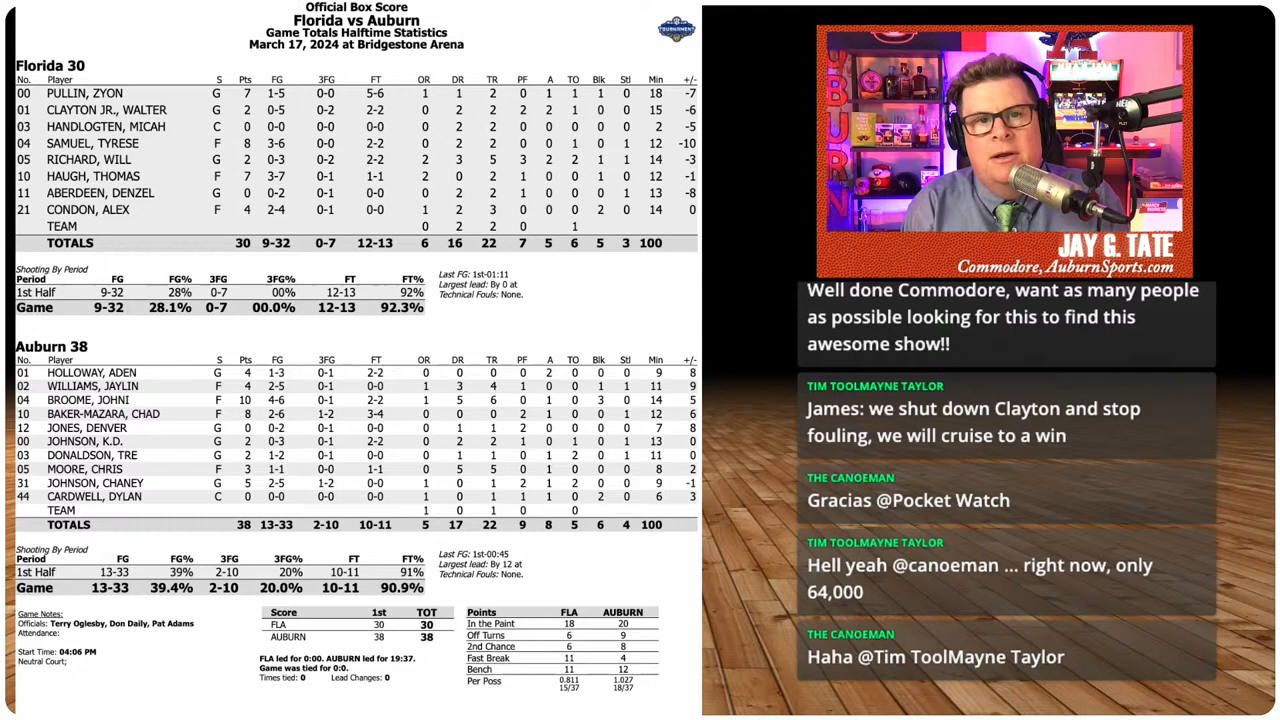 Official Box Score
Florida vs Auburn
Game Totals Halftime Statistics
March 17, 2024 at Bridgestone Arena
TOURNAMENT
Florida 30
No. Player S Pts FG 3FG FT OR DR TR PF A TO Blk Stl Min +/-
00 PULLIN, ZYON G 7 1-5 0-0 5-6 1 1 2 0 1 1 1 0 18 -7
01 CLAYTON JR., WALTER G 2 0-5 0-2 2-2 0 2 2 2 2 1 0 0 15 -6
03 HANDLOGTEN, MICAH C 0 0-0 0-0 0-0 0 2 2 0 0 0 0 0 2 -5
04 SAMUEL, TYRESE F 8 3-6 0-0 2-2 0 2 2 0 0 1 0 1 12 -10
05 RICHARD, WILL G 2 0-3 0-2 2-2 2 3 5 3 2 2 1 1 14 -3
10 HAUGH, THOMAS F 7 3-7 0-1 1-1 2 0 2 1 0 0 1 0 12 -1
11 ABERDEEN, DENZEL G 0 0-2 0-1 0-0 0 2 2 1 0 0 0 1 13 -8
21 CONDON, ALEX F 4 2-4 0-1 0-0 1 2 3 0 0 0 2 0 14 0
TEAM 0 2 2 0 1
TOTALS 30 9-32 0-7 12-13 6 16 22 7 5 6 5 3 100
Shooting By Period
Period FG FG% 3FG 3FG% FT FT%
1st Half 9-32 28% 0-7 00% 12-13 92%
Game 9-32 28.1% 0-7 00.0% 12-13 92.3%
Last FG: 1st-01:11
Largest lead: By 0 at
Technical Fouls: None.
Auburn 38
No. Player S Pts FG 3FG FT OR DR TR PF A TO Blk Stl Min +/-
01 HOLLOWAY, ADEN G 4 1-3 0-1 2-2 0 0 0 0 2 0 0 0 9 8
02 WILLIAMS, JAYLIN F 4 2-5 0-1 0-0 1 3 4 1 0 0 1 1 11 9
04 BROOME, JOHNI F 10 4-6 0-1 2-2 1 5 6 1 0 0 3 0 14 5
10 BAKER-MAZARA, CHAD F 8 2-6 1-2 3-4 0 0 0 2 1 0 0 1 12 6
12 JONES, DENVER G 0 0-2 0-1 0-0 0 1 1 2 0 0 0 0 7 8
00 JOHNSON, K.D. G 2 0-3 0-1 2-2 0 2 2 1 0 1 0 1 13 0
03 DONALDSON, TRE G 2 1-2 0-1 0-0 0 1 1 0 1 2 0 1 11 0
05 MOORE, CHRIS F 3 1-1 0-0 1-1 0 5 5 0 1 0 0 0 8 2
31 JOHNSON, CHANEY G 5 2-5 1-2 0-0 1 0 1 1 2 1 0 0 9 -1
44 CARDWELL, DYLAN C 0 0-0 0-0 0-0 1 0 1 1 1 0 2 0 6 3
TEAM 1 0 1 0 0
TOTALS 38 13-33 2-10 10-11 5 17 22 9 8 5 6 4 100
Shooting By Period
Period FG FG% 3FG 3FG% FT FT%
1st Half 13-33 39% 2-10 20% 10-11 91%
Game 13-33 39.4% 2-10 20.0% 10-11 90.9%
Last FG: 1st-00:45
Largest lead: By 12 at
Technical Fouls: None.
Game Notes:
Officials: Terry Oglesby, Don Daily, Pat Adams
Attendance:
Start Time: 04:06 PM
Neutral Court;
Score 1st TOT
FLA 30 30
AUBURN 38 38
FLA led for 0:00. AUBURN led for 19:37.
Game was tied for 0:0.
Times tied: 0 Lead Changes: 0
Points FLA AUBURN
In the Paint 18 20
Off Turns 6 9
2nd Chance 6 8
Fast Break 11 4
Bench 11 12
Per Poss 0.811 1.027
15/37 18/37
JAY G. TATE
Commodore, AuburnSports.com
Well done Commodore, want as many people
as possible looking for this to find this
awesome show!!
TIM TOOLMAYNE TAYLOR
James: we shut down Clayton and stop
fouling, we will cruise to a win
THE CANOEMAN
Gracias @Pocket Watch
TIM TOOLMAYNE TAYLOR
Hell yeah @canoeman ... right now, only
64,000
THE CANOEMAN
Haha @Tim ToolMayne Taylor